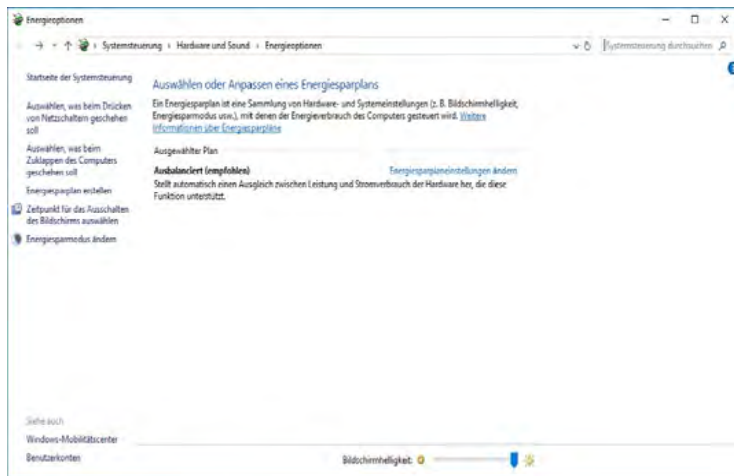 Energieoptionen
Systemsteuerung › Hardware und Sound › Energieoptionen
Systemsteuerung durchsuchen
Startseite der Systemsteuerung
Auswählen, was beim Drücken
von Netzschaltern geschehen
soll
Auswählen, was beim
Zuklappen des Computers
geschehen soll
Energiesparplan erstellen
Zeitpunkt für das Ausschalten
des Bildschirms auswählen
Energiesparmodus ändern
Auswählen oder Anpassen eines Energiesparplans
Ein Energiesparplan ist eine Sammlung von Hardware- und Systemeinstellungen (z. B. Bildschirmhelligkeit,
Energiesparmodus usw.), mit denen der Energieverbrauch des Computers gesteuert wird. Weitere
Informationen über Energiesparpläne
Ausgewählter Plan
Ausbalanciert (empfohlen) Energiesparplaneinstellungen ändern
Stellt automatisch einen Ausgleich zwischen Leistung und Stromverbrauch der Hardware her, die diese
Funktion unterstützt.
Siehe auch
Windows-Mobilitätscenter
Benutzerkonten
Bildschirmhelligkeit: